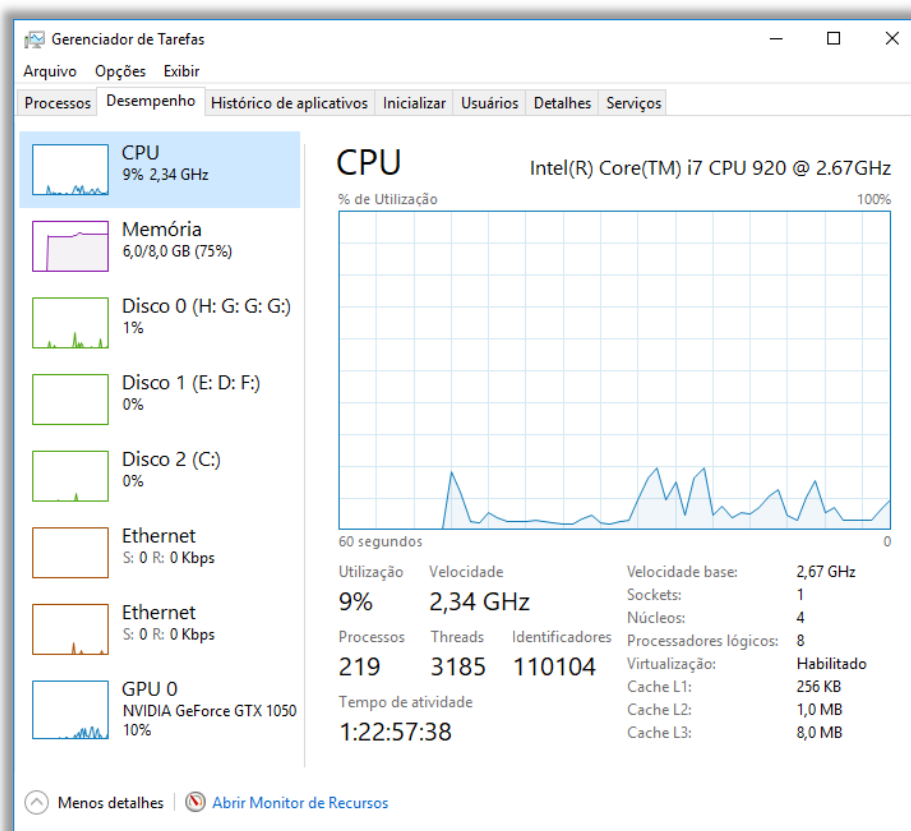 Gerenciador de Tarefas
Arquivo Opções Exibir
Processos Desempenho Histórico de aplicativos Inicializar Usuários Detalhes Serviços
CPU
9% 2,34 GHz
Memória
6,0/8,0 GB (75%)
Disco 0 (H: G: G: G:)
1%
Disco 1 (E: D: F:)
0%
Disco 2 (C:)
0%
Ethernet
S: 0 R: 0 Kbps
Ethernet
S: 0 R: 0 Kbps
GPU 0
NVIDIA GeForce GTX 1050
10%
CPU Intel(R) Core(TM) i7 CPU 920 @ 2.67GHz
% de Utilização 100%
60 segundos 0
Utilização Velocidade
9% 2,34 GHz
Processos Threads Identificadores
219 3185 110104
Tempo de atividade
1:22:57:38
Velocidade base: 2,67 GHz
Sockets: 1
Núcleos: 4
Processadores lógicos: 8
Virtualização: Habilitado
Cache L1: 256 KB
Cache L2: 1,0 MB
Cache L3: 8,0 MB
Menos detalhes Abrir Monitor de Recursos